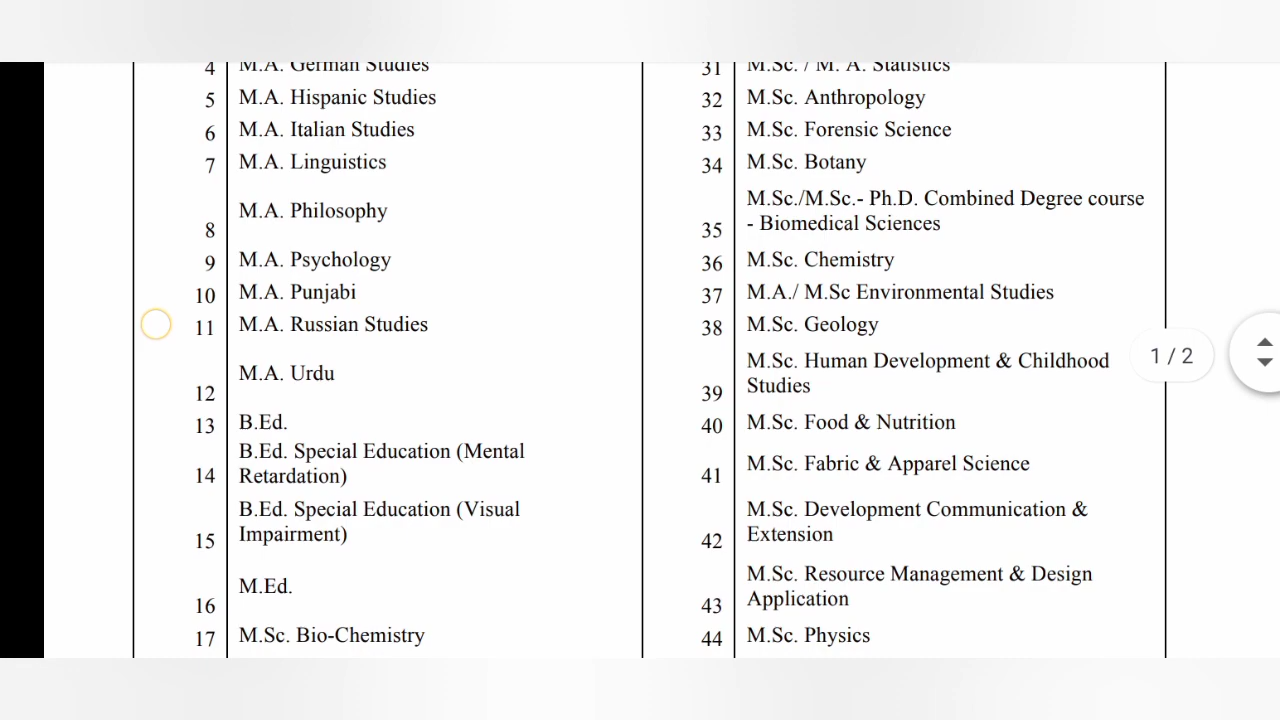 4 M.A. German Studies
5 M.A. Hispanic Studies
6 M.A. Italian Studies
7 M.A. Linguistics
8 M.A. Philosophy
9 M.A. Psychology
10 M.A. Punjabi
11 M.A. Russian Studies
12 M.A. Urdu
13 B.Ed.
14 B.Ed. Special Education (Mental
Retardation)
15 B.Ed. Special Education (Visual
Impairment)
16 M.Ed.
17 M.Sc. Bio-Chemistry
31 M.Sc. / M. A. Statistics
32 M.Sc. Anthropology
33 M.Sc. Forensic Science
34 M.Sc. Botany
35 M.Sc./M.Sc.- Ph.D. Combined Degree course
- Biomedical Sciences
36 M.Sc. Chemistry
37 M.A./ M.Sc Environmental Studies
38 M.Sc. Geology
39 M.Sc. Human Development & Childhood
Studies
40 M.Sc. Food & Nutrition
41 M.Sc. Fabric & Apparel Science
42 M.Sc. Development Communication &
Extension
43 M.Sc. Resource Management & Design
Application
44 M.Sc. Physics
1 / 2